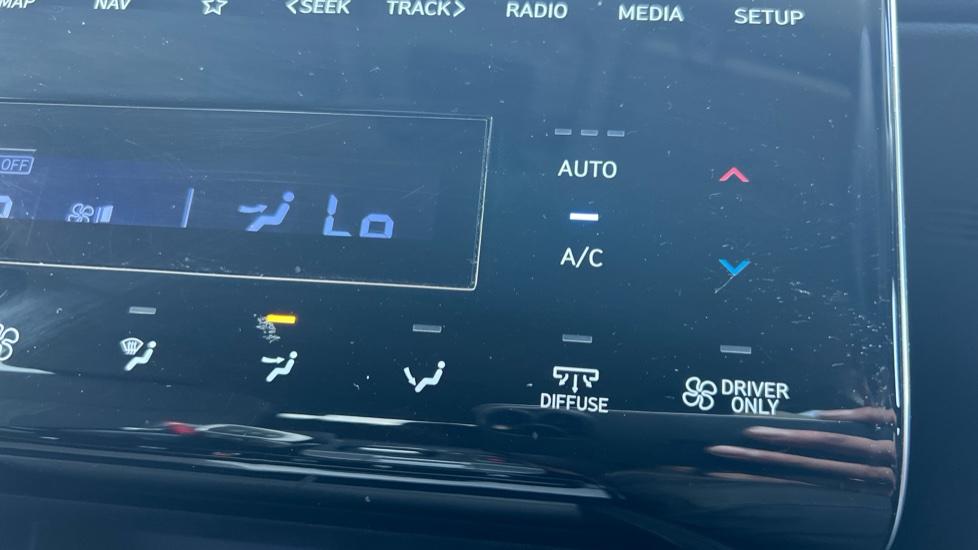 MAP NAV <SEEK TRACK> RADIO MEDIA SETUP
AUTO
OFF
Lo
A/C
DIFFUSE
DRIVER
ONLY